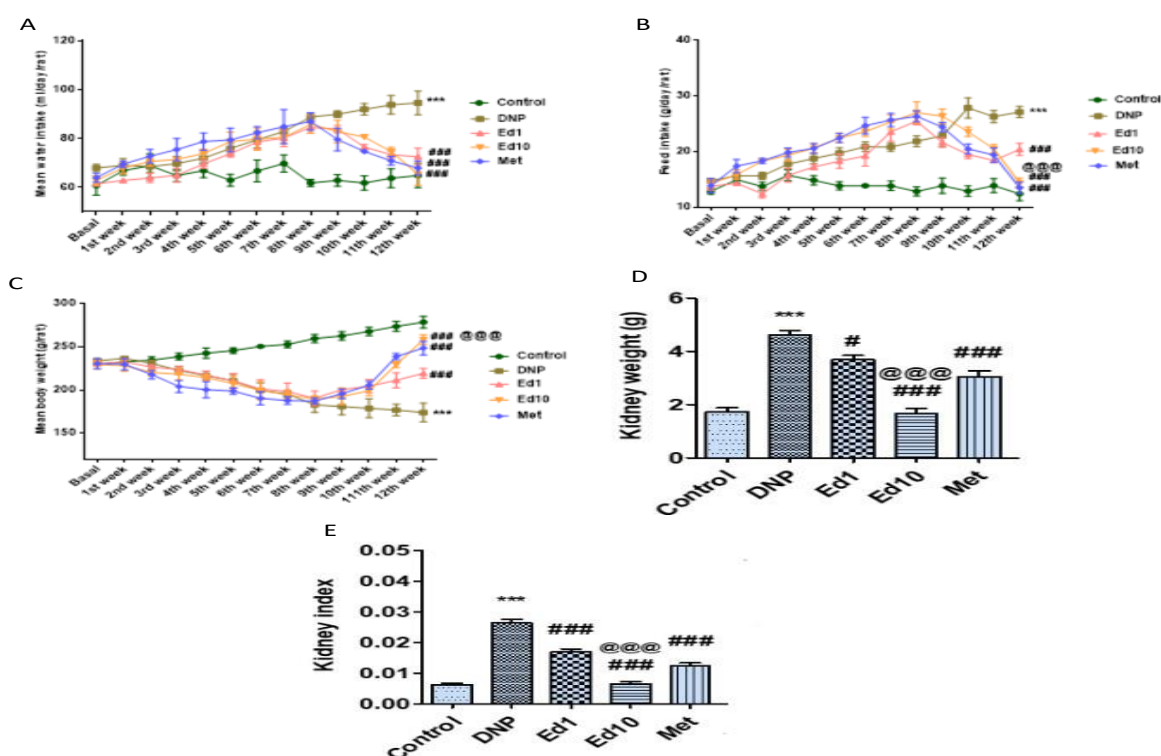 A
Mean water intake (ml/day/rat)
120
100
80
60
Basal
1st week
2nd week
3rd week
4th week
5th week
6th week
7th week
8th week
9th week
10th week
11th week
12th week
***
###
###
###
Control
DNP
Ed1
Ed10
Met
B
Feed intake (g/day/rat)
40
30
20
10
Basal
1st week
2nd week
3rd week
4th week
5th week
6th week
7th week
8th week
9th week
10th week
11th week
12th week
***
###
@@@
###
###
Control
DNP
Ed1
Ed10
Met
C
Mean body weight (g/rat)
300
250
200
150
Basal
1st week
2nd week
3rd week
4th week
5th week
6th week
7th week
8th week
9th week
10th week
111th week
12th week
### @@@
###
###
***
Control
DNP
Ed1
Ed10
Met
D
Kidney weight (g)
6
4
2
0
***
#
@@@
###
###
Control
DNP
Ed1
Ed10
Met
E
Kidney index
0.05
0.04
0.03
0.02
0.01
0.00
***
###
@@@
###
###
Control
DNP
Ed1
Ed10
Met